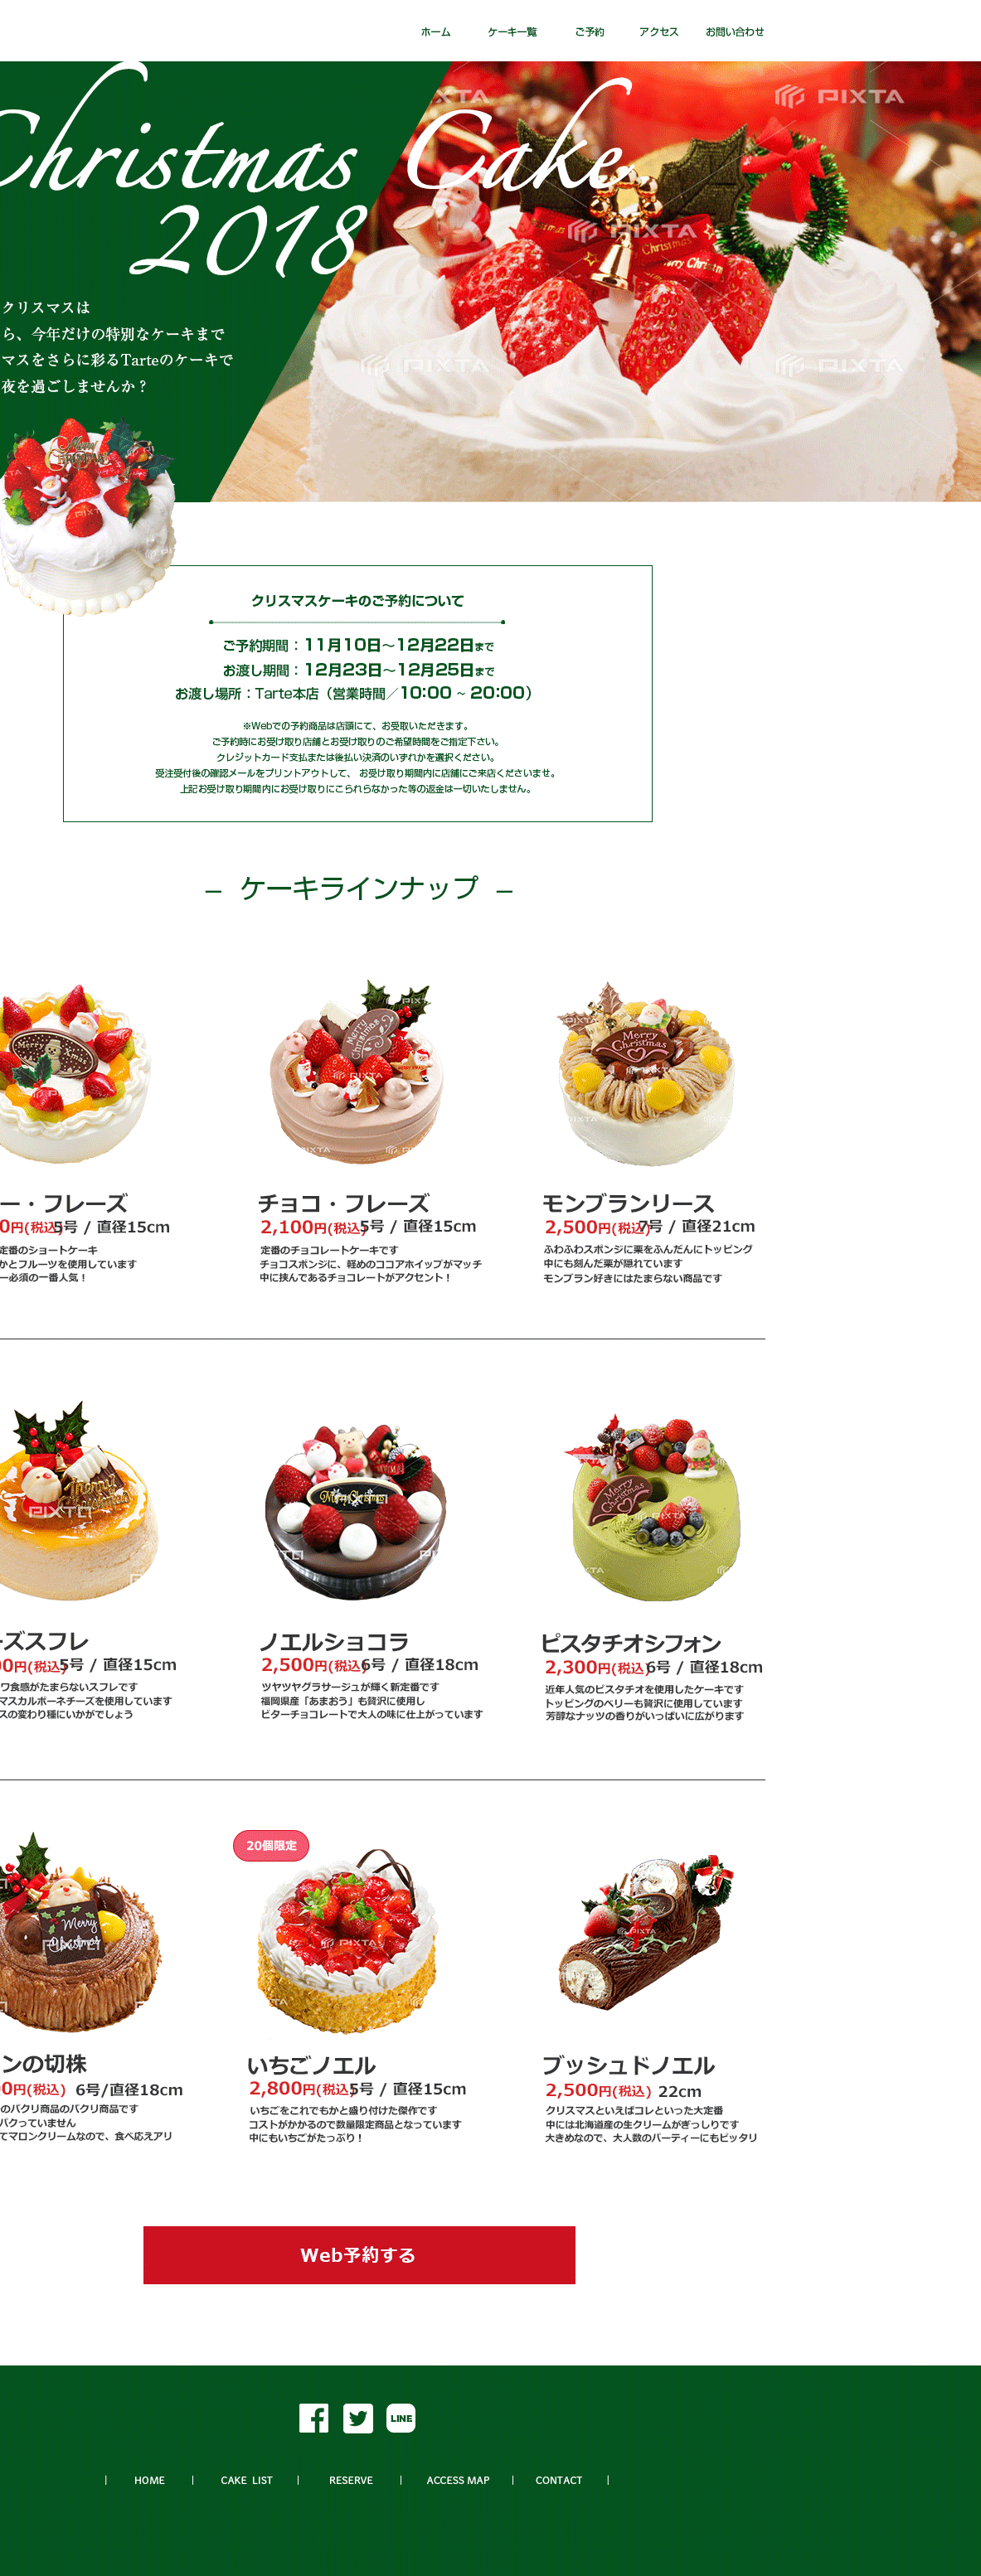 ホーム ケーキ一覧 ご予約 アクセス お問い合わせ
Christmas Cake
2018
クリスマスは
ら、今年だけの特別なケーキまで
マスをさらに彩るTarteのケーキで
夜を過ごしませんか？
クリスマスケーキのご予約について
ご予約期間：11月10日～12月22日まで
お渡し期間：12月23日～12月25日まで
お渡し場所：Tarte本店（営業時間／10:00 ~ 20:00）
※Webでの予約商品は店頭にて、お受取いただきます。
ご予約時にお受け取り店舗とお受け取りのご希望時間をご指定下さい。
クレジットカード支払または後払い決済のいずれかを選択ください。
受注受付後の確認メールをプリントアウトして、 お受け取り期間内に店舗にご来店くださいませ。
上記お受け取り期間内にお受け取りにこられらなかった等の返金は一切いたしません。
– ケーキラインナップ –
ー・フレーズ
0円(税込)5号 / 直径15cm
定番のショートケーキ
かとフルーツを使用しています
ー必須の一番人気！
チョコ・フレーズ
2,100円(税込)5号 / 直径15cm
定番のチョコレートケーキです
チョコスポンジに、軽めのココアホイップがマッチ
中に挟んであるチョコレートがアクセント！
モンブランリース
2,500円(税込)7号 / 直径21cm
ふわふわスポンジに栗をふんだんにトッピング
中にも刻んだ栗が隠れています
モンブラン好きにはたまらない商品です
ーズスフレ
00円(税込)5号 / 直径15cm
ワ食感がたまらないスフレです
マスカルポーネチーズを使用しています
スの変わり種にいかがでしょう
ノエルショコラ
2,500円(税込)6号 / 直径18cm
ツヤツヤグラサージュが輝く新定番です
福岡県産「あまおう」も贅沢に使用し
ビターチョコレートで大人の味に仕上がっています
ピスタチオシフォン
2,300円(税込)6号 / 直径18cm
近年人気のピスタチオを使用したケーキです
トッピングのベリーも贅沢に使用しています
芳醇なナッツの香りがいっぱいに広がります
ンの切株
00円(税込) 6号/直径18cm
のパクリ商品のパクリ商品です
パクっていません
てマロンクリームなので、食べ応えアリ
20個限定
いちごノエル
2,800円(税込)5号 / 直径15cm
いちごをこれでもかと盛り付けた傑作です
コストがかかるので数量限定商品となっています
中にもいちごがたっぷり！
ブッシュドノエル
2,500円(税込) 22cm
クリスマスといえばコレといった大定番
中には北海道産の生クリームがぎっしりです
大きめなので、大人数のパーティーにもピッタリ
Web予約する
LINE
HOME | CAKE LIST | RESERVE | ACCESS MAP | CONTACT